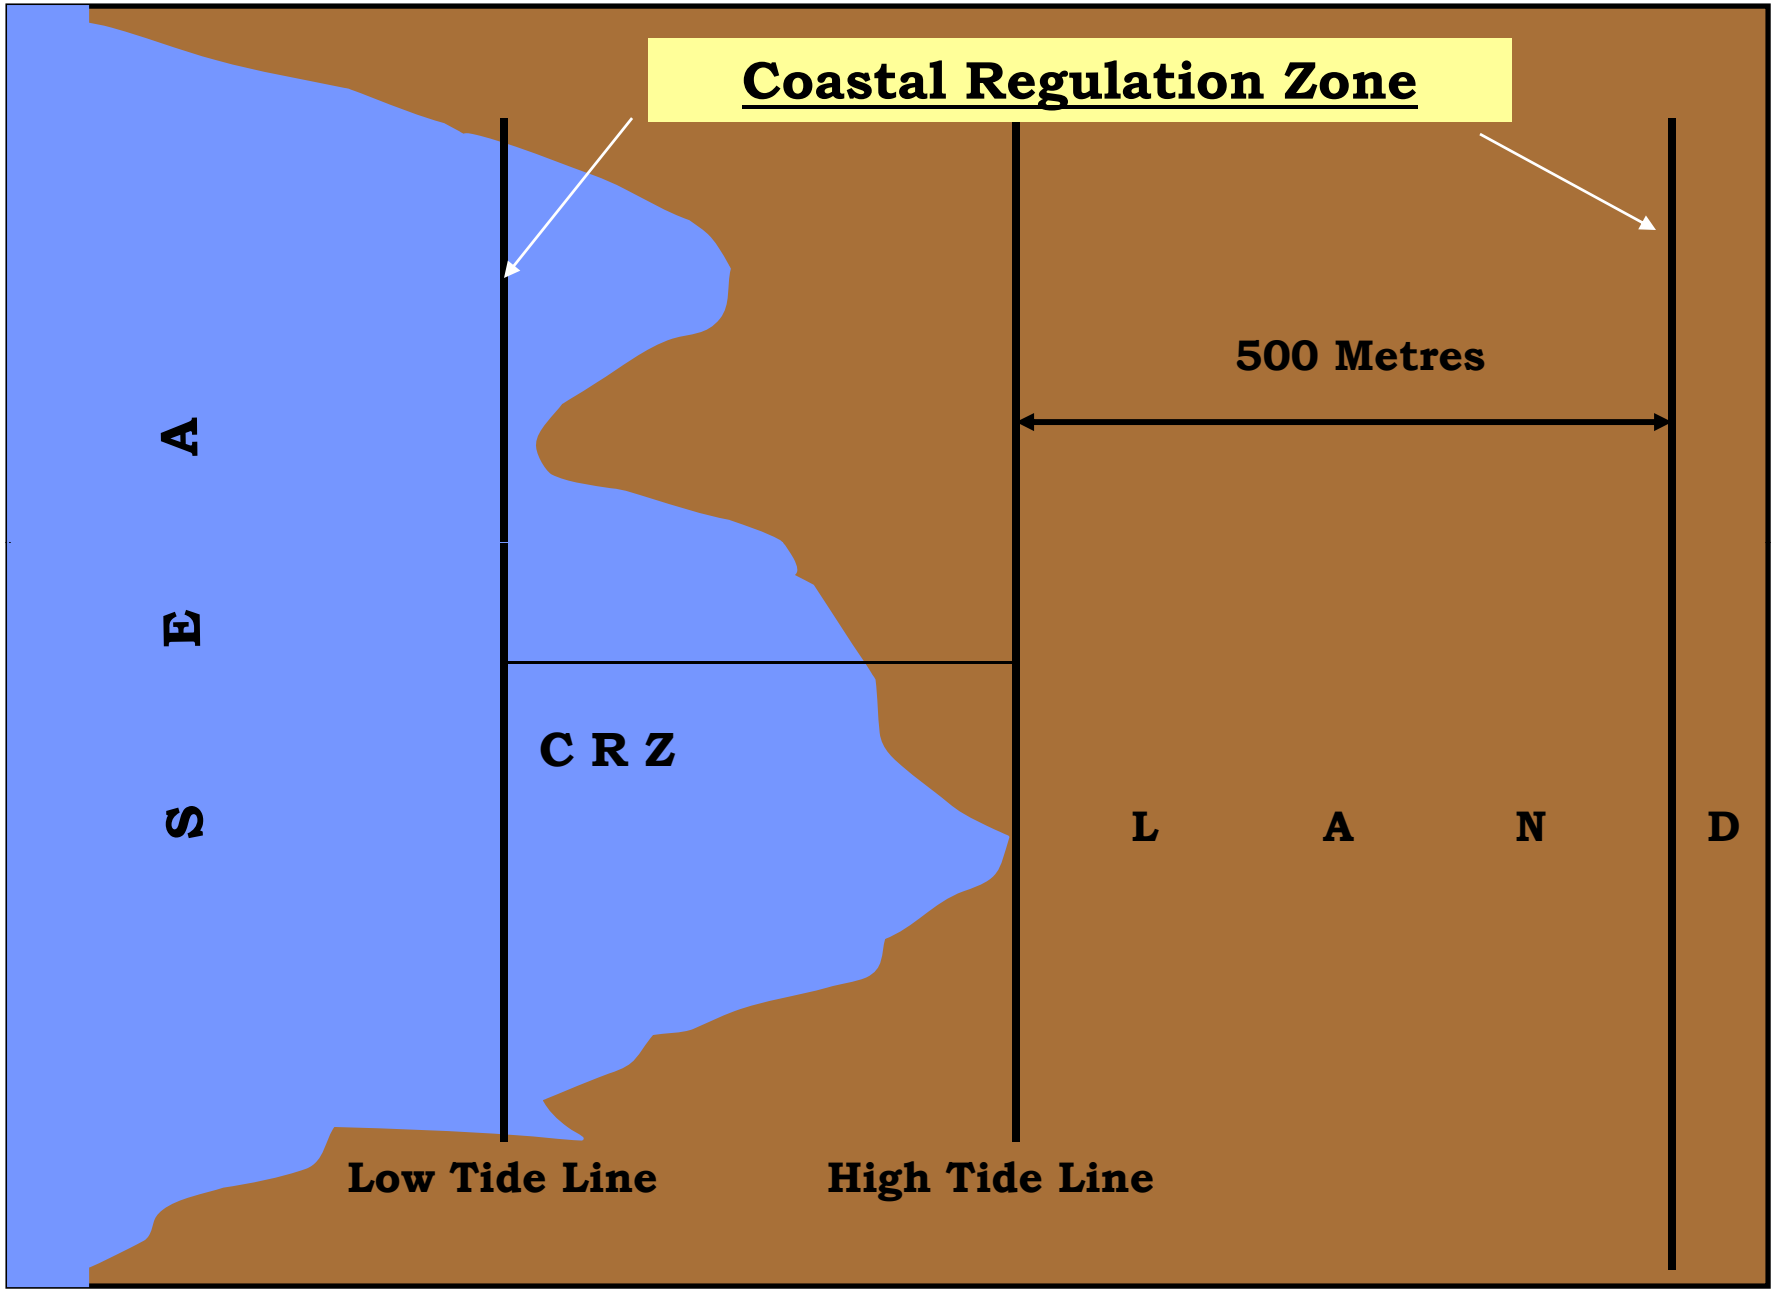 Coastal Regulation Zone
500 Metres
S E A
C R Z
L A N D
Low Tide Line
High Tide Line